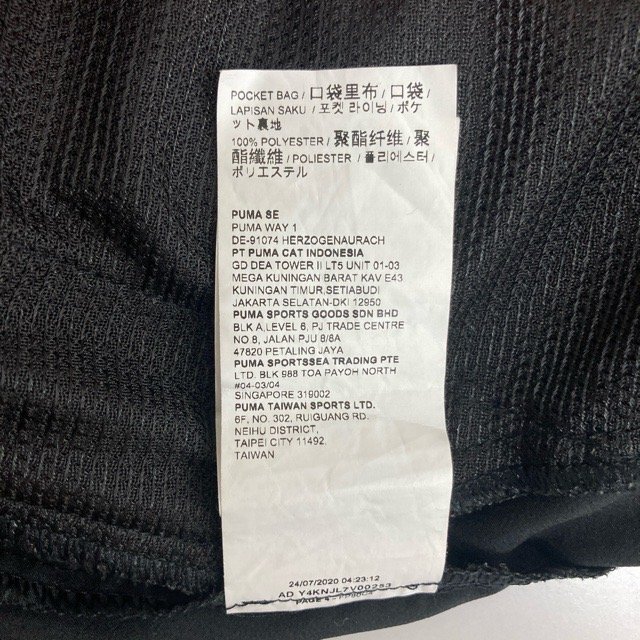 POCKET BAG / 口袋里布 / 口袋 /
LAPISAN SAKU / 포켓 라이닝 / ポケ
ット裏地
100% POLYESTER / 聚酯纤维 / 聚
酯纖維 / POLIESTER / 폴리에스터 /
ポリエステル
PUMA SE
PUMA WAY 1
DE-91074 HERZOGENAURACH
PT PUMA CAT INDONESIA
GD DEA TOWER II LT5 UNIT 01-03
MEGA KUNINGAN BARAT KAV E43
KUNINGAN TIMUR,SETIABUDI
JAKARTA SELATAN-DKI 12950
PUMA SPORTS GOODS SDN BHD
BLK A,LEVEL 6, PJ TRADE CENTRE
NO.8, JALAN PJU 8/8A
47820 PETALING JAYA
PUMA SPORTSSEA TRADING PTE
LTD. BLK 988 TOA PAYOH NORTH
#04-03/04
SINGAPORE 319002
PUMA TAIWAN SPORTS LTD.
6F, NO. 302, RUIGUANG RD.
NEIHU DISTRICT,
TAIPEI CITY 11492.
TAIWAN
24/07/2020 04:23:12
AD Y4KNJL7V00253
PAGE 4